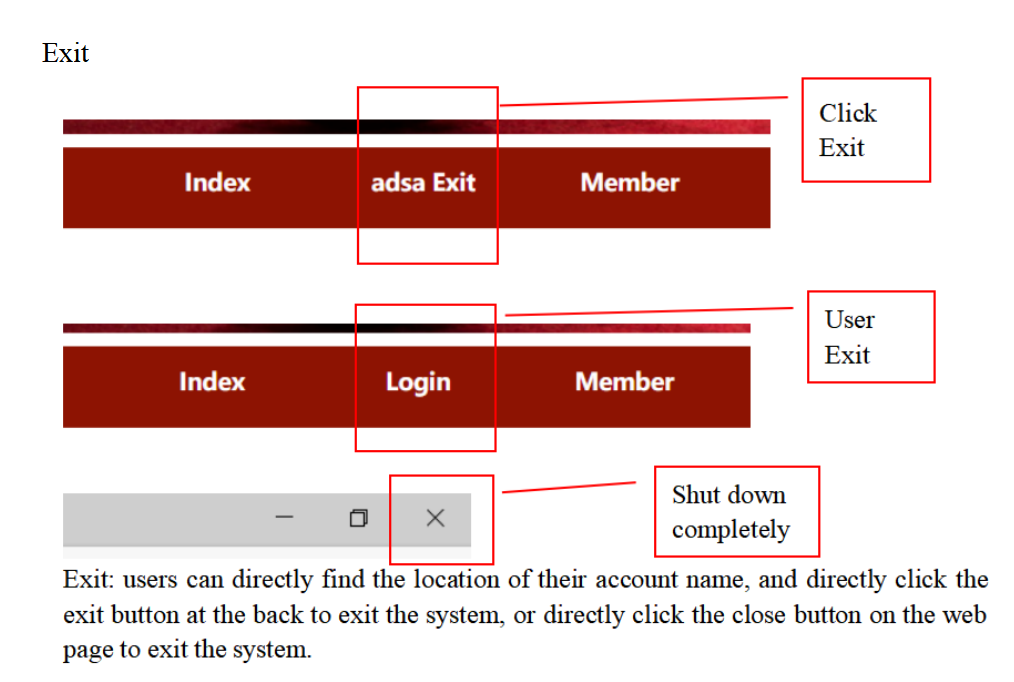 Exit
Click
Exit
Index adsa Exit Member
User
Exit
Index Login Member
Shut down
completely
Exit: users can directly find the location of their account name, and directly click the
exit button at the back to exit the system, or directly click the close button on the web
page to exit the system.